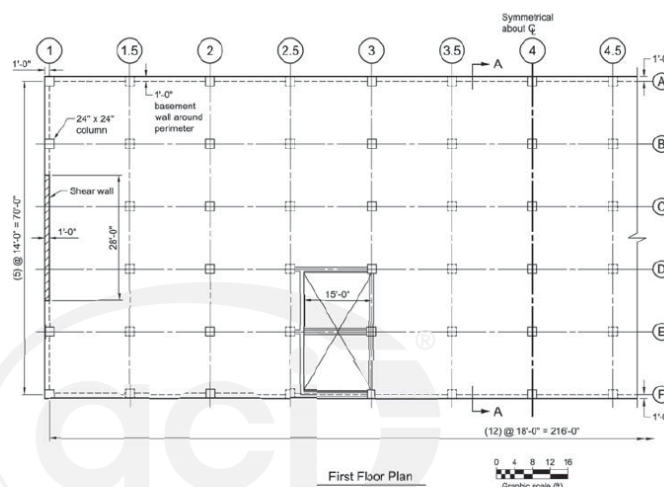 Symmetrical
about ℄
1 1.5 2 2.5 3 3.5 4 4.5
1'-0"
A
1'-0"
A
1'-0"
basement
wall around
perimeter
24" x 24"
column
B
Shear wall
C
(5) @ 14'-0" = 70'-0"
1'-0"
28'-0"
D
15'-0"
E
®
aci
F
A
1'-0"
(12) @ 18'-0" = 216'-0"
First Floor Plan
0 4 8 12 16
Graphic scale (ft)